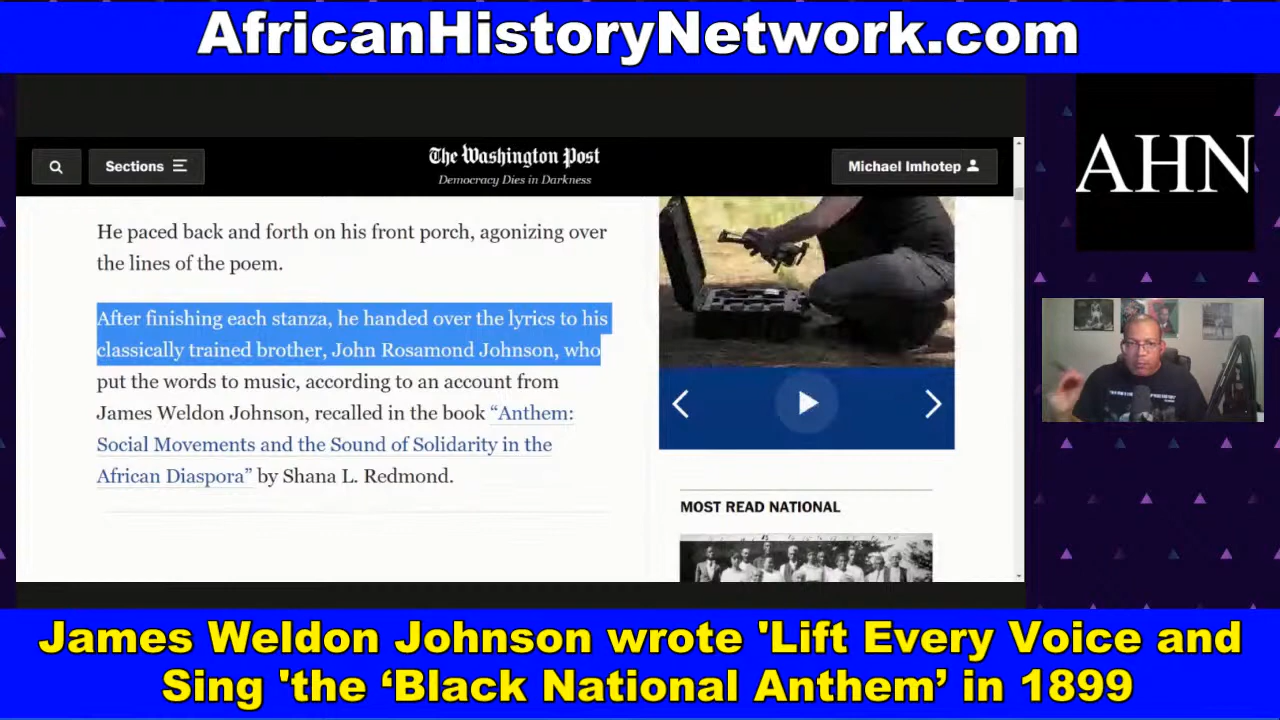 AfricanHistoryNetwork.com
Sections
The Washington Post
Democracy Dies in Darkness
Michael Imhotep
AHN
He paced back and forth on his front porch, agonizing over
the lines of the poem.
After finishing each stanza, he handed over the lyrics to his
classically trained brother, John Rosamond Johnson, who
put the words to music, according to an account from
James Weldon Johnson, recalled in the book “Anthem:
Social Movements and the Sound of Solidarity in the
African Diaspora” by Shana L. Redmond.
MOST READ NATIONAL
James Weldon Johnson wrote 'Lift Every Voice and
Sing 'the ‘Black National Anthem’ in 1899